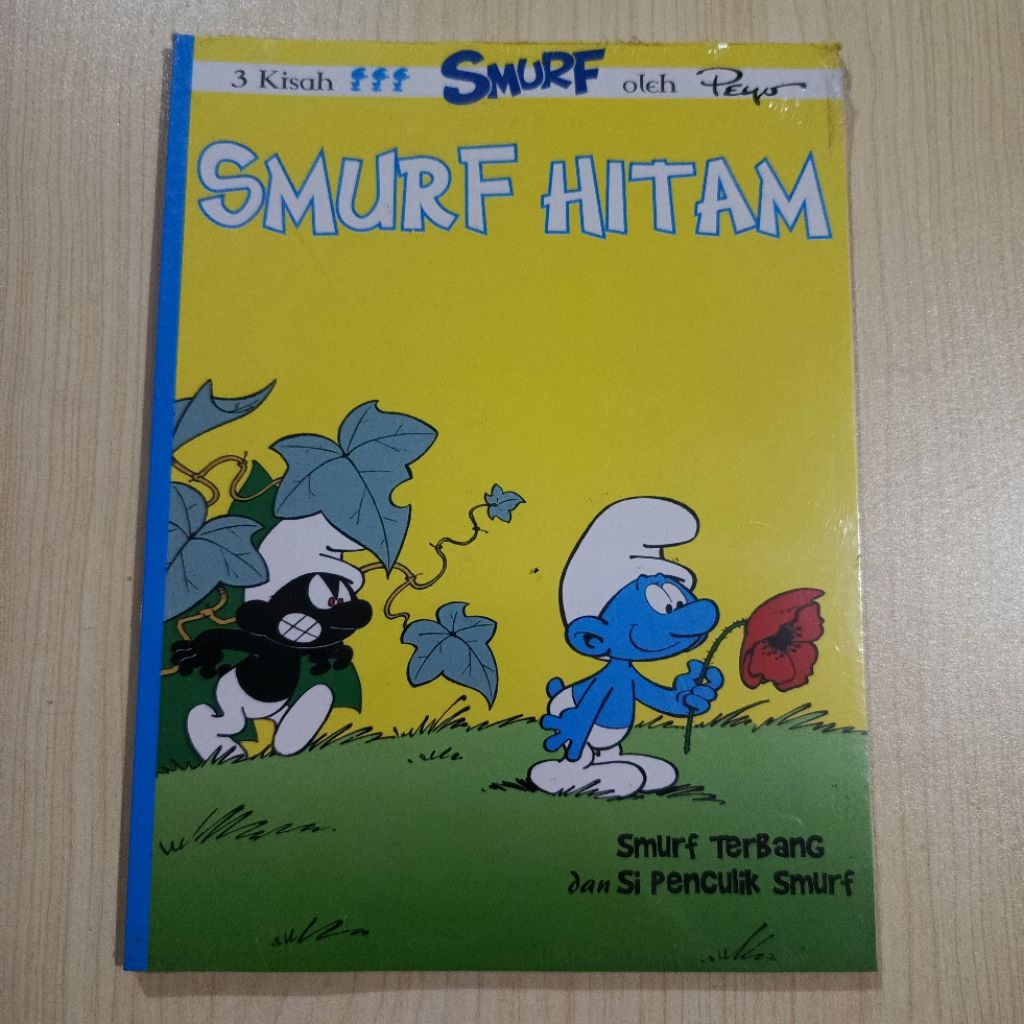 3 Kisah SMURF oleh Peyo
SMURF HITAM
Smurf TerBanG
dan Si Penculik Smurf